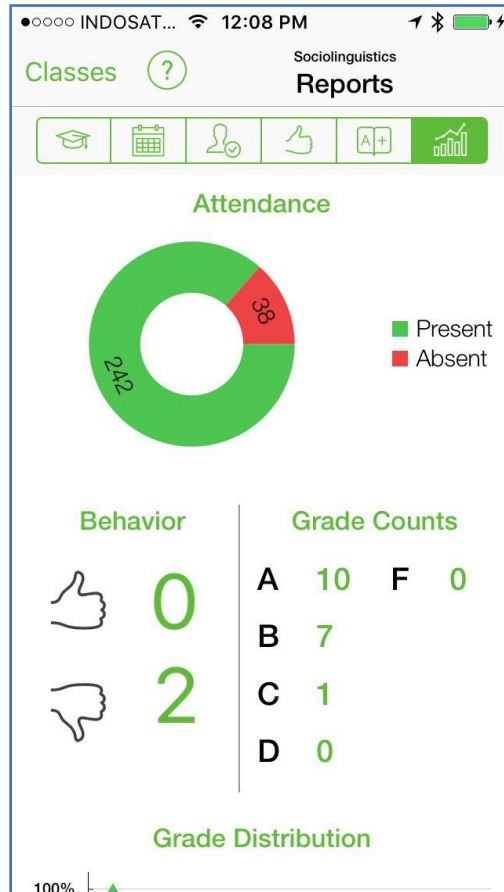 INDOSAT... 12:08 PM
Classes ? Sociolinguistics
Reports
A+
Attendance
38
242
Present
Absent
Behavior
0
2
Grade Counts
A 10 F 0
B 7
C 1
D 0
Grade Distribution
100%